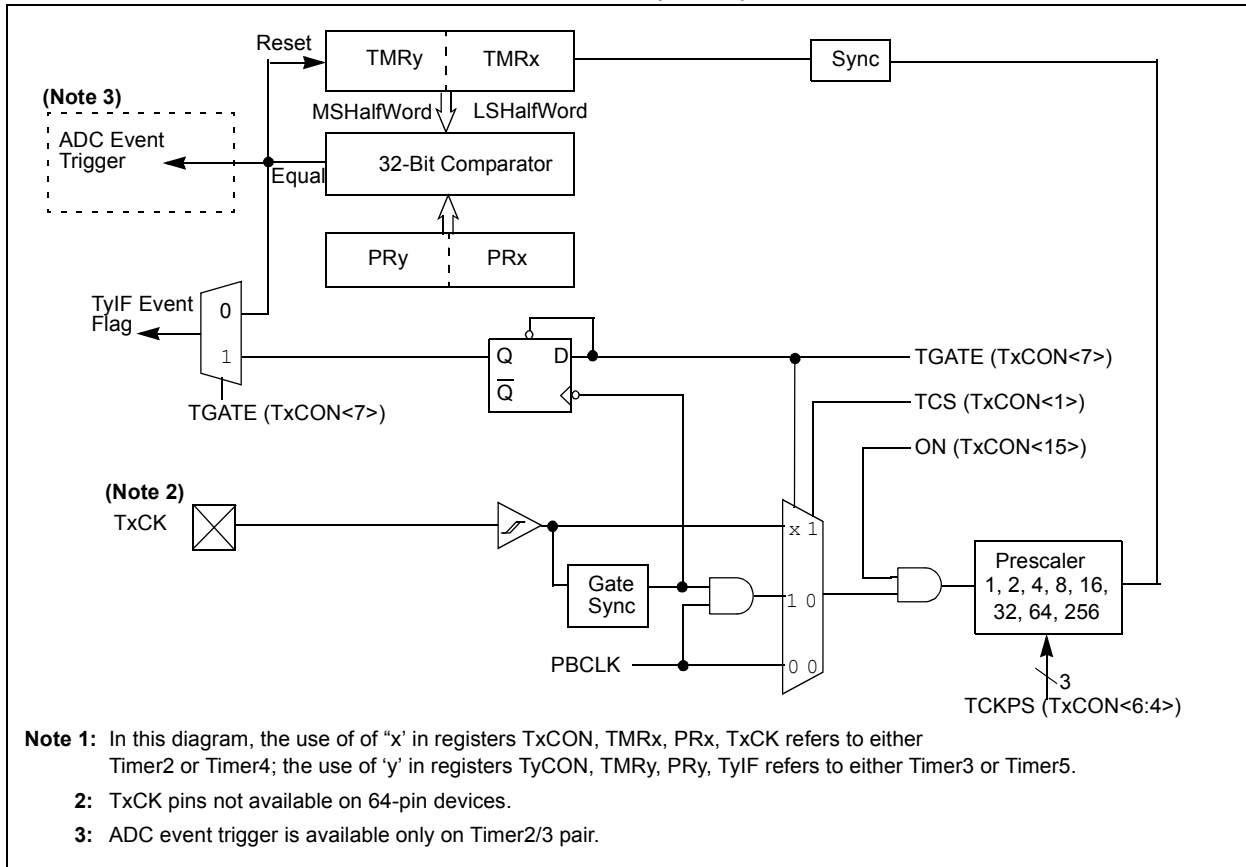 Reset
TMRy
TMRx
Sync
(Note 3)
MSHalfWord
LSHalfWord
ADC Event
Trigger
Equal
32-Bit Comparator
PRy
PRx
TyIF Event
Flag
0
1
Q
D
Q
TGATE (TxCON<7>)
TGATE (TxCON<7>)
TCS (TxCON<1>)
ON (TxCON<15>)
(Note 2)
TxCK
x 1
Gate
Sync
1 0
Prescaler
1, 2, 4, 8, 16,
32, 64, 256
PBCLK
0 0
3
TCKPS (TxCON<6:4>)
Note 1: In this diagram, the use of of “x’ in registers TxCON, TMRx, PRx, TxCK refers to either
Timer2 or Timer4; the use of ‘y’ in registers TyCON, TMRy, PRy, TyIF refers to either Timer3 or Timer5.
2: TxCK pins not available on 64-pin devices.
3: ADC event trigger is available only on Timer2/3 pair.